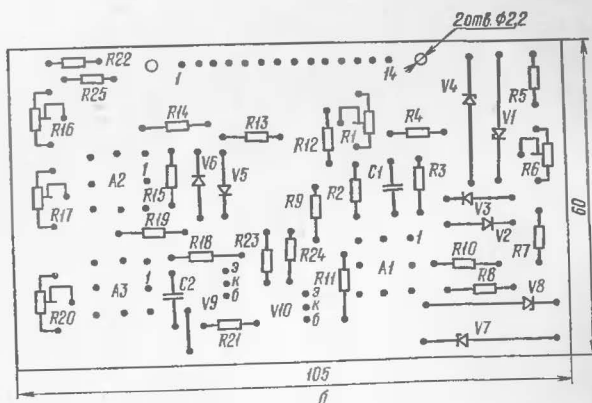 2отв. Ф2,2
R22
R25
1
14
V4
V1
R5
R16
R14
R13
R12
R1
R4
R6
A2
1
R15
V6
V5
R9
R2
C1
R3
R17
V3
V2
R19
R18
R23
R24
R11
A1
1
R10
R7
R20
A3
1
C2
V9
э
к
б
V10
э
к
б
R8
V8
R21
V7
60
105
б